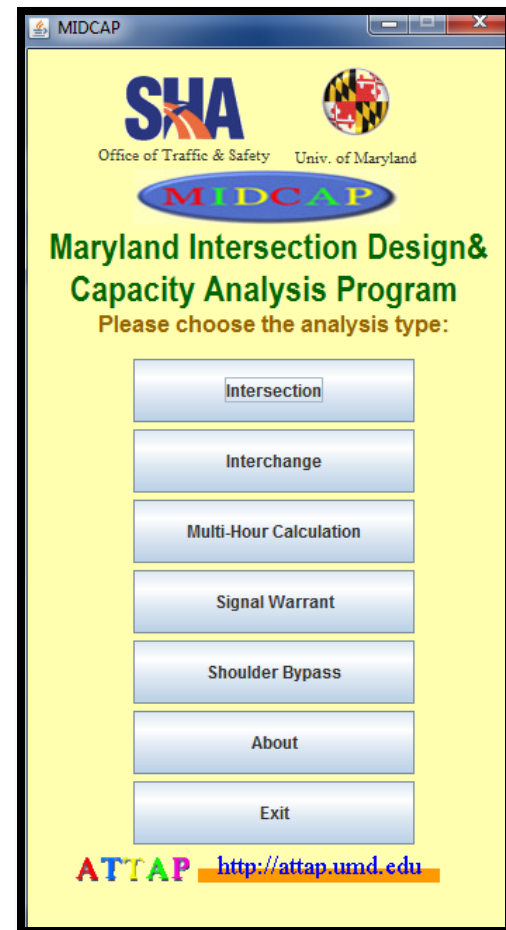 MIDCAP
SHA
Office of Traffic & Safety
Univ. of Maryland
MIDCAP
Maryland Intersection Design&
Capacity Analysis Program
Please choose the analysis type:
Intersection
Interchange
Multi-Hour Calculation
Signal Warrant
Shoulder Bypass
About
Exit
ATTAP http://attap.umd.edu